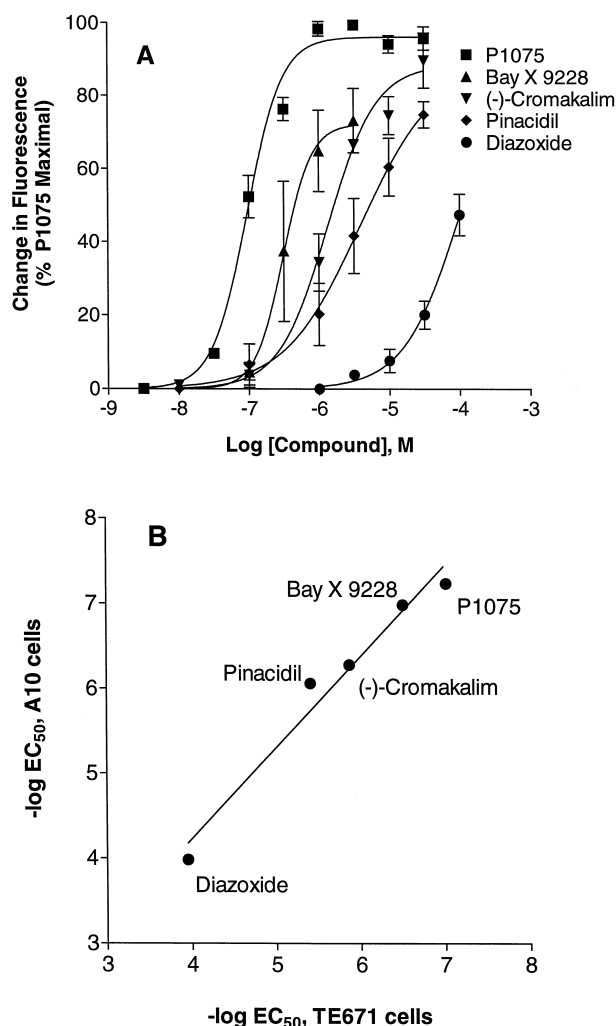 A
100
80
60
40
20
0
Change in Fluorescence
(% P1075 Maximal)
-9 -8 -7 -6 -5 -4 -3
Log [Compound], M
P1075
Bay X 9228
(-)-Cromakalim
Pinacidil
Diazoxide
B
8
7
6
5
4
3
-log EC50, A10 cells
Bay X 9228
P1075
Pinacidil
(-)-Cromakalim
Diazoxide
3 4 5 6 7 8
-log EC50, TE671 cells